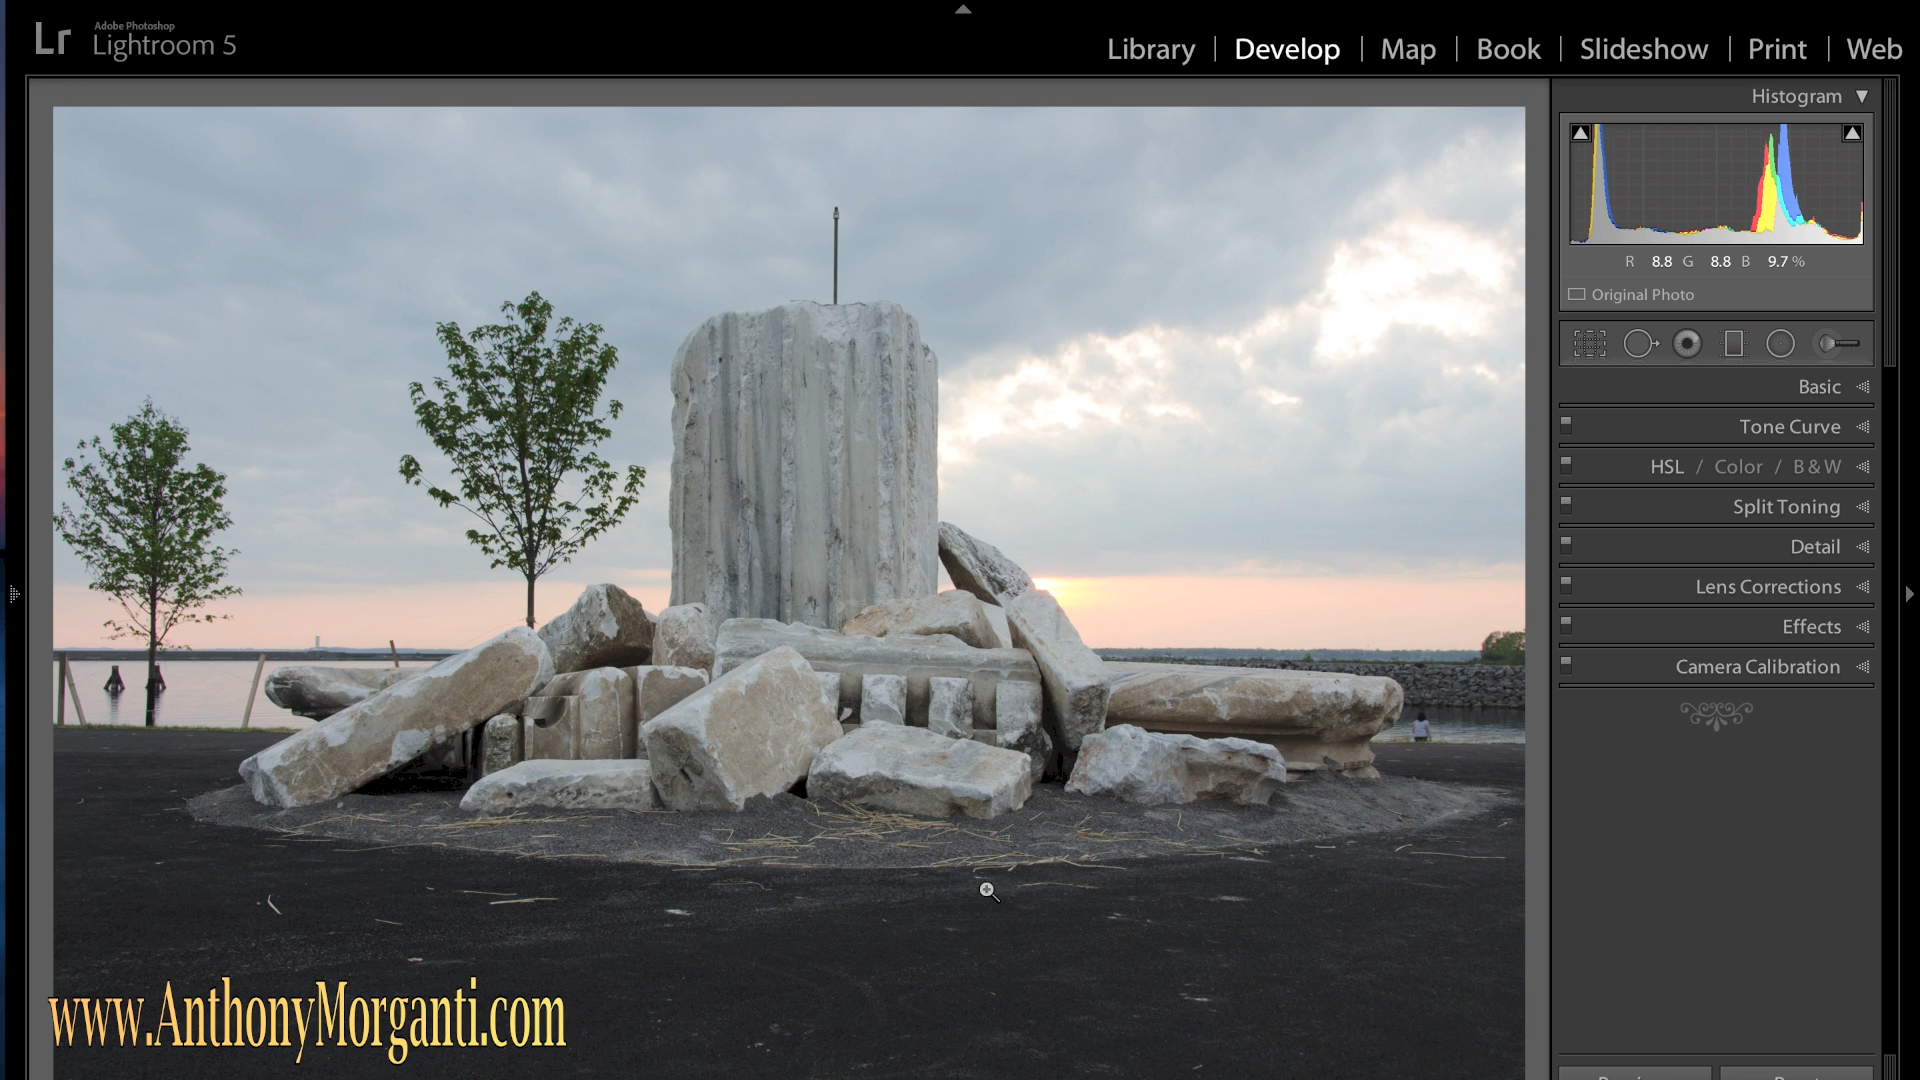 Lr
Adobe Photoshop
Lightroom 5
Library | Develop | Map | Book | Slideshow | Print | Web
Histogram
R 8.8 G 8.8 B 9.7 %
Original Photo
Basic
Tone Curve
HSL / Color / B & W
Split Toning
Detail
Lens Corrections
Effects
Camera Calibration
www.AnthonyMorganti.com